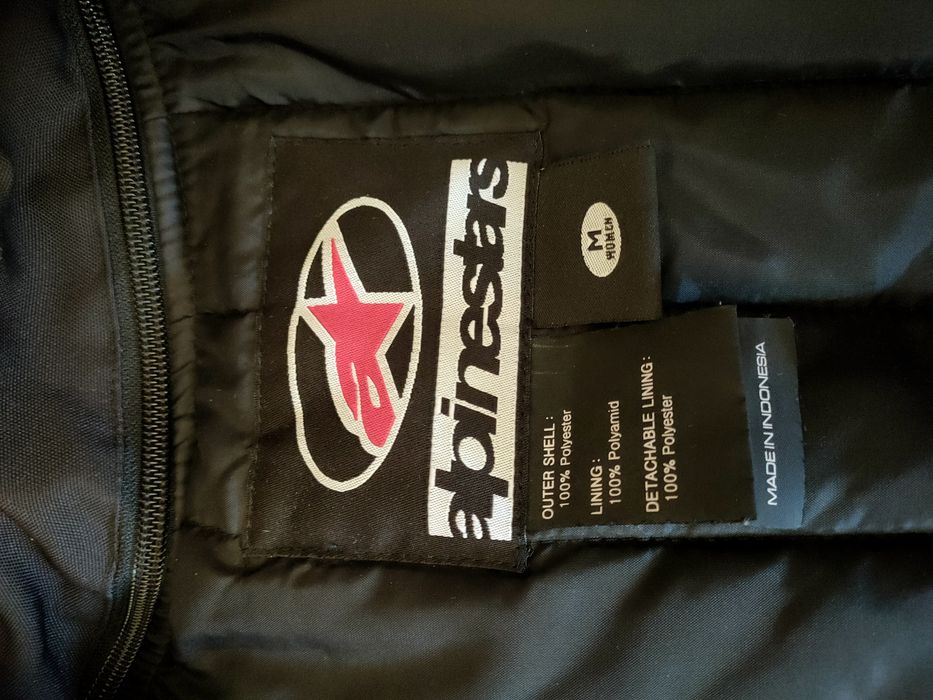 alpinestars
M
WOMEN
OUTER SHELL :
100% Polyester
LINING :
100% Polyamid
DETACHABLE LINING :
100% Polyester
MADE IN INDONESIA